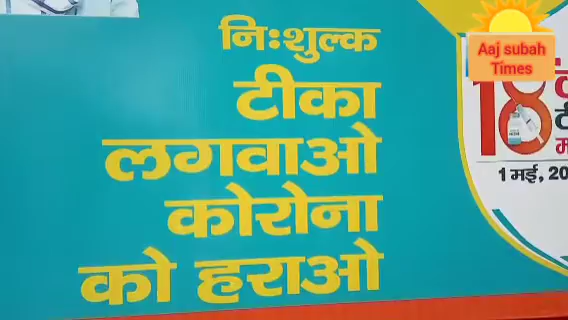 निःशुल्क
टीका
लगवाओ
कोरोना
को हराओ
Aaj subah
Times
18
1 मई, 20